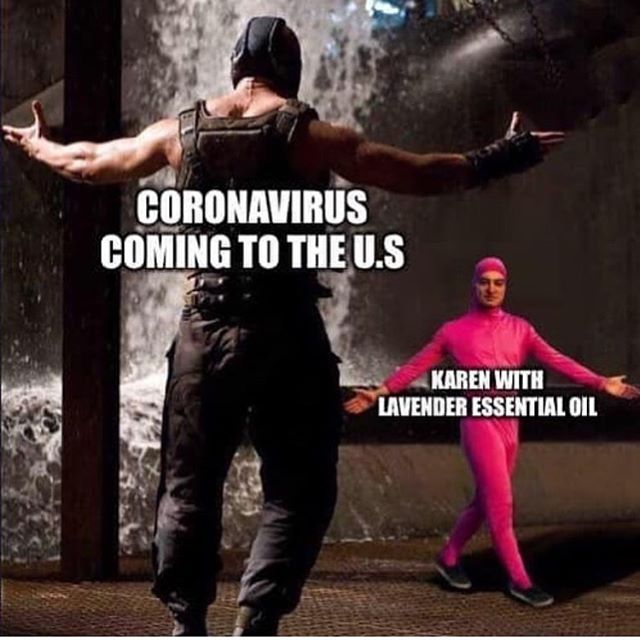 CORONAVIRUS
COMING TO THE U.S
KAREN WITH
LAVENDER ESSENTIAL OIL